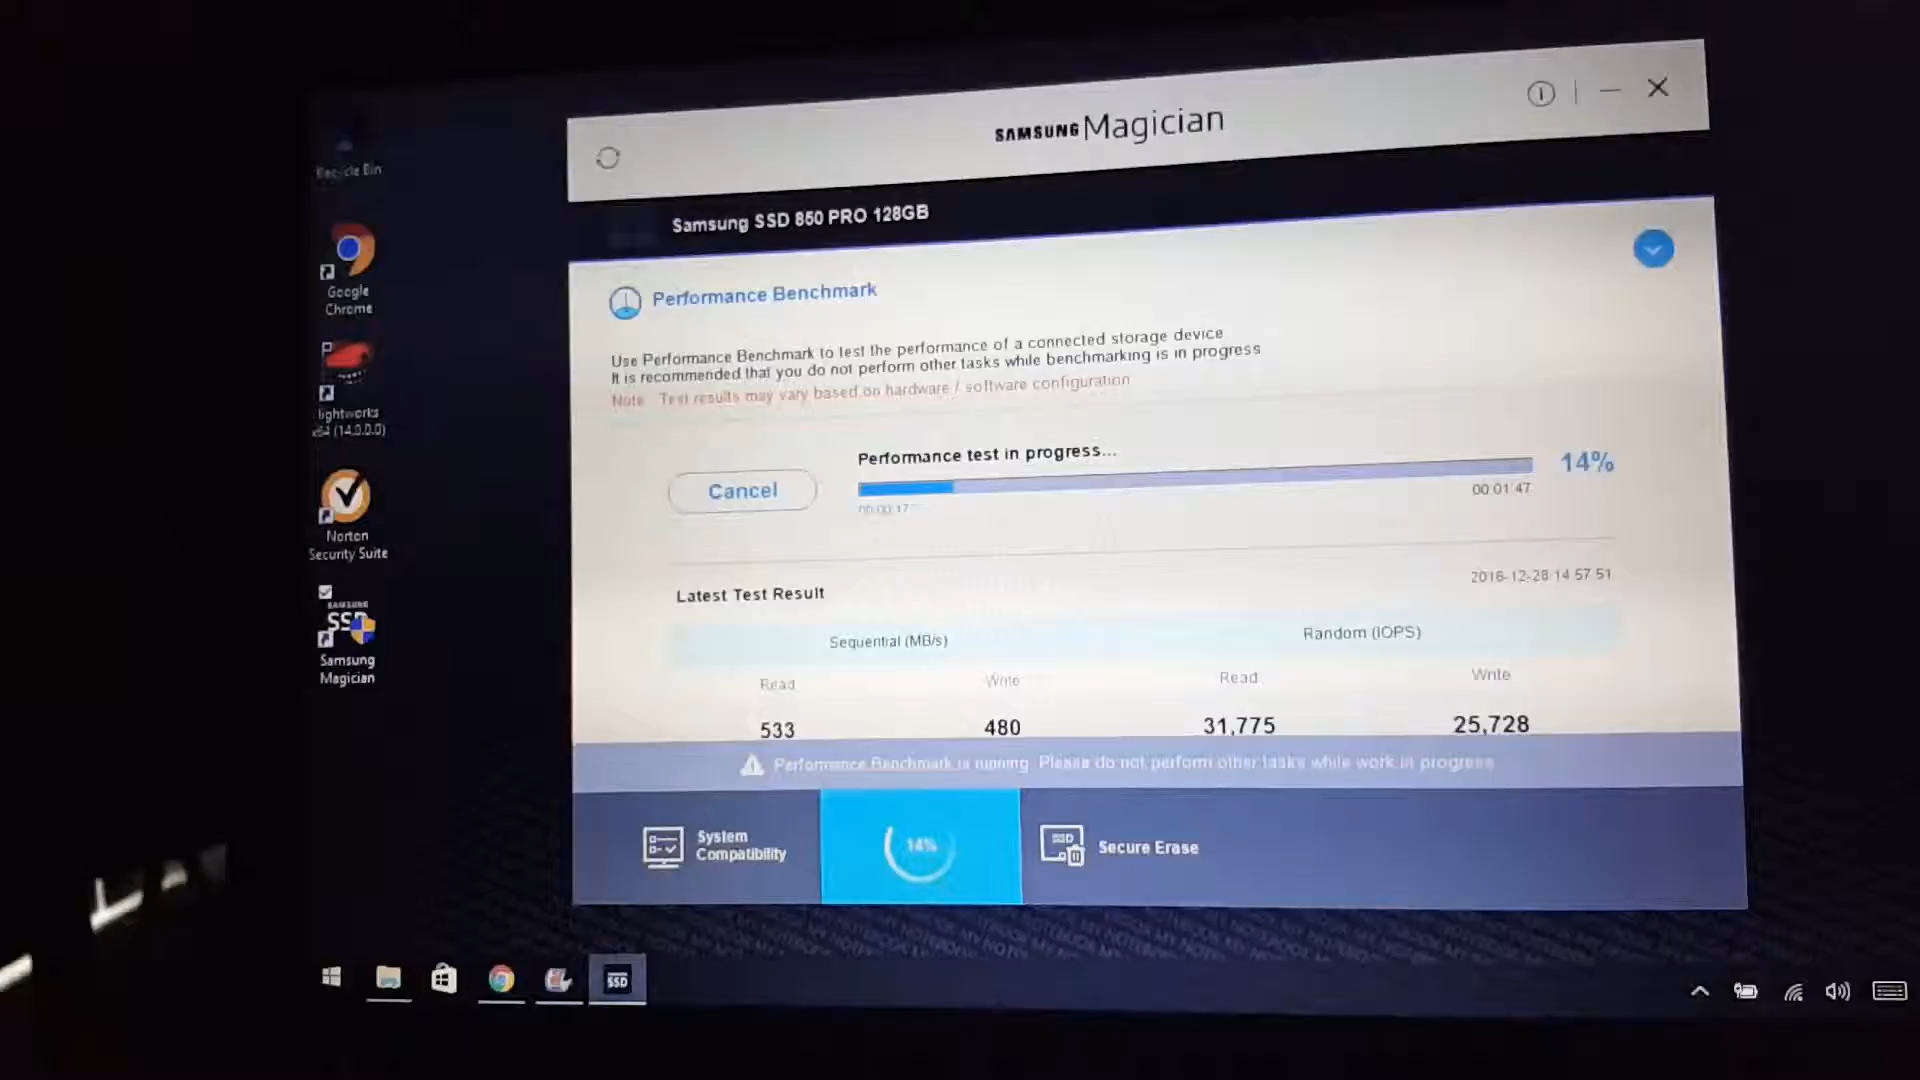 SAMSUNG Magician
Recycle Bin
Samsung SSD 850 PRO 128GB
Google
Chrome
Performance Benchmark
Use Performance Benchmark to test the performance of a connected storage device
It is recommended that you do not perform other tasks while benchmarking is in progress
Note Test results may vary based on hardware / software configuration
lightworks
x64 (14.0.0.0)
Performance test in progress...
14%
Cancel
00:00:17
00:01:47
Norton
Security Suite
Latest Test Result
2016-12-28 14:57:51
SAMSUNG
SSD
Samsung
Magician
Sequential (MB/s)
Random (IOPS)
Read
Write
Read
Write
533
480
31,775
25,728
Performance Benchmark is running. Please do not perform other tasks while work in progress
System
Compatibility
14%
SSD
Secure Erase
SSD